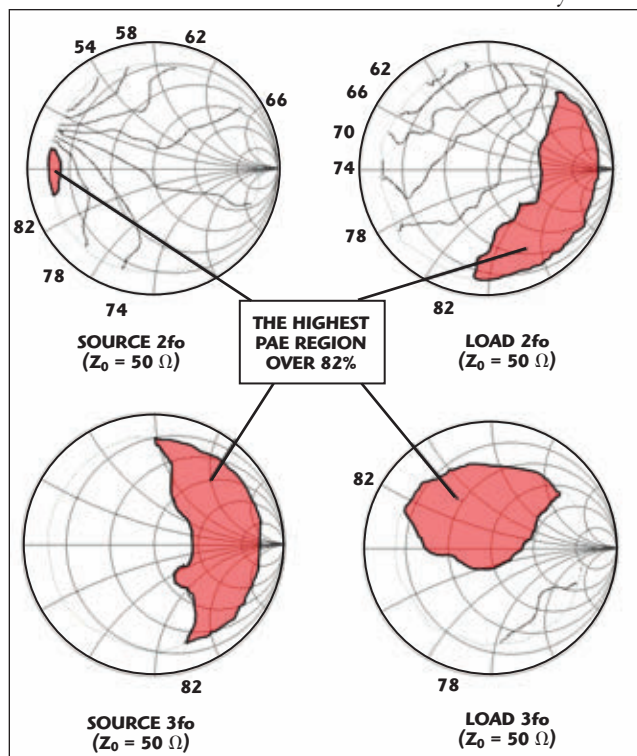 54
58
62
66
82
78
74
SOURCE 2fo
(Z₀ = 50 Ω)
62
66
70
74
78
82
LOAD 2fo
(Z₀ = 50 Ω)
THE HIGHEST
PAE REGION
OVER 82%
82
SOURCE 3fo
(Z₀ = 50 Ω)
82
78
LOAD 3fo
(Z₀ = 50 Ω)